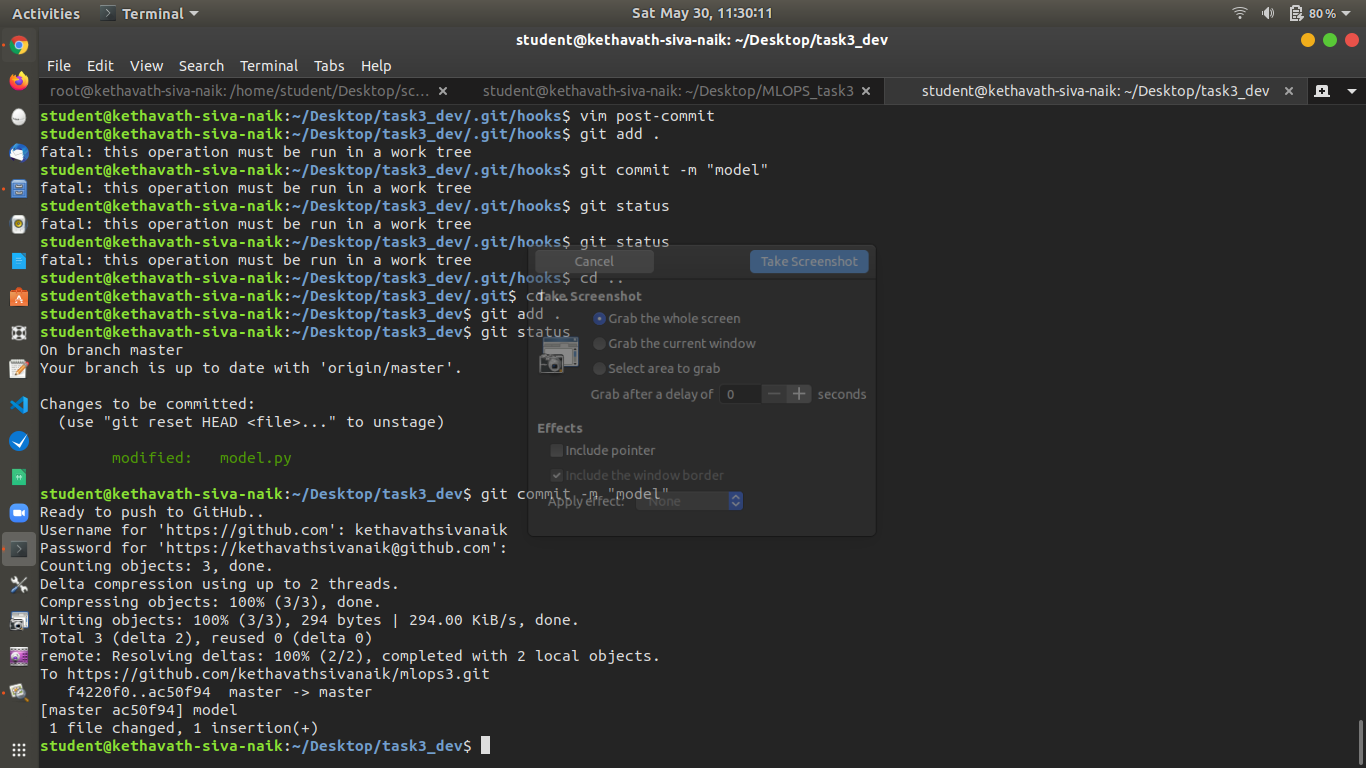 Activities
Terminal
Sat May 30, 11:30:11
80%
student@kethavath-siva-naik: ~/Desktop/task3_dev
File Edit View Search Terminal Tabs Help
root@kethavath-siva-naik: /home/student/Desktop/sc...
student@kethavath-siva-naik: ~/Desktop/MLOPS_task3
student@kethavath-siva-naik: ~/Desktop/task3_dev
student@kethavath-siva-naik:~/Desktop/task3_dev/.git/hooks$ vim post-commit
student@kethavath-siva-naik:~/Desktop/task3_dev/.git/hooks$ git add .
fatal: this operation must be run in a work tree
student@kethavath-siva-naik:~/Desktop/task3_dev/.git/hooks$ git commit -m "model"
fatal: this operation must be run in a work tree
student@kethavath-siva-naik:~/Desktop/task3_dev/.git/hooks$ git status
fatal: this operation must be run in a work tree
student@kethavath-siva-naik:~/Desktop/task3_dev/.git/hooks$ git status
fatal: this operation must be run in a work tree
student@kethavath-siva-naik:~/Desktop/task3_dev/.git/hooks$ cd ..
student@kethavath-siva-naik:~/Desktop/task3_dev/.git$ cd ..
student@kethavath-siva-naik:~/Desktop/task3_dev$ git add .
student@kethavath-siva-naik:~/Desktop/task3_dev$ git status
On branch master
Your branch is up to date with 'origin/master'.
Changes to be committed:
(use "git reset HEAD <file>..." to unstage)
modified: model.py
student@kethavath-siva-naik:~/Desktop/task3_dev$ git commit -m "model"
Ready to push to GitHub..
Username for 'https://github.com': kethavathsivanaik
Password for 'https://kethavathsivanaik@github.com':
Counting objects: 3, done.
Delta compression using up to 2 threads.
Compressing objects: 100% (3/3), done.
Writing objects: 100% (3/3), 294 bytes | 294.00 KiB/s, done.
Total 3 (delta 2), reused 0 (delta 0)
remote: Resolving deltas: 100% (2/2), completed with 2 local objects.
To https://github.com/kethavathsivanaik/mlops3.git
f4220f0..ac50f94 master -> master
[master ac50f94] model
1 file changed, 1 insertion(+)
student@kethavath-siva-naik:~/Desktop/task3_dev$
Cancel
Take Screenshot
Take Screenshot
Grab the whole screen
Grab the current window
Select area to grab
Grab after a delay of 0 seconds
Effects
Include pointer
Include the window border
Apply effect: None